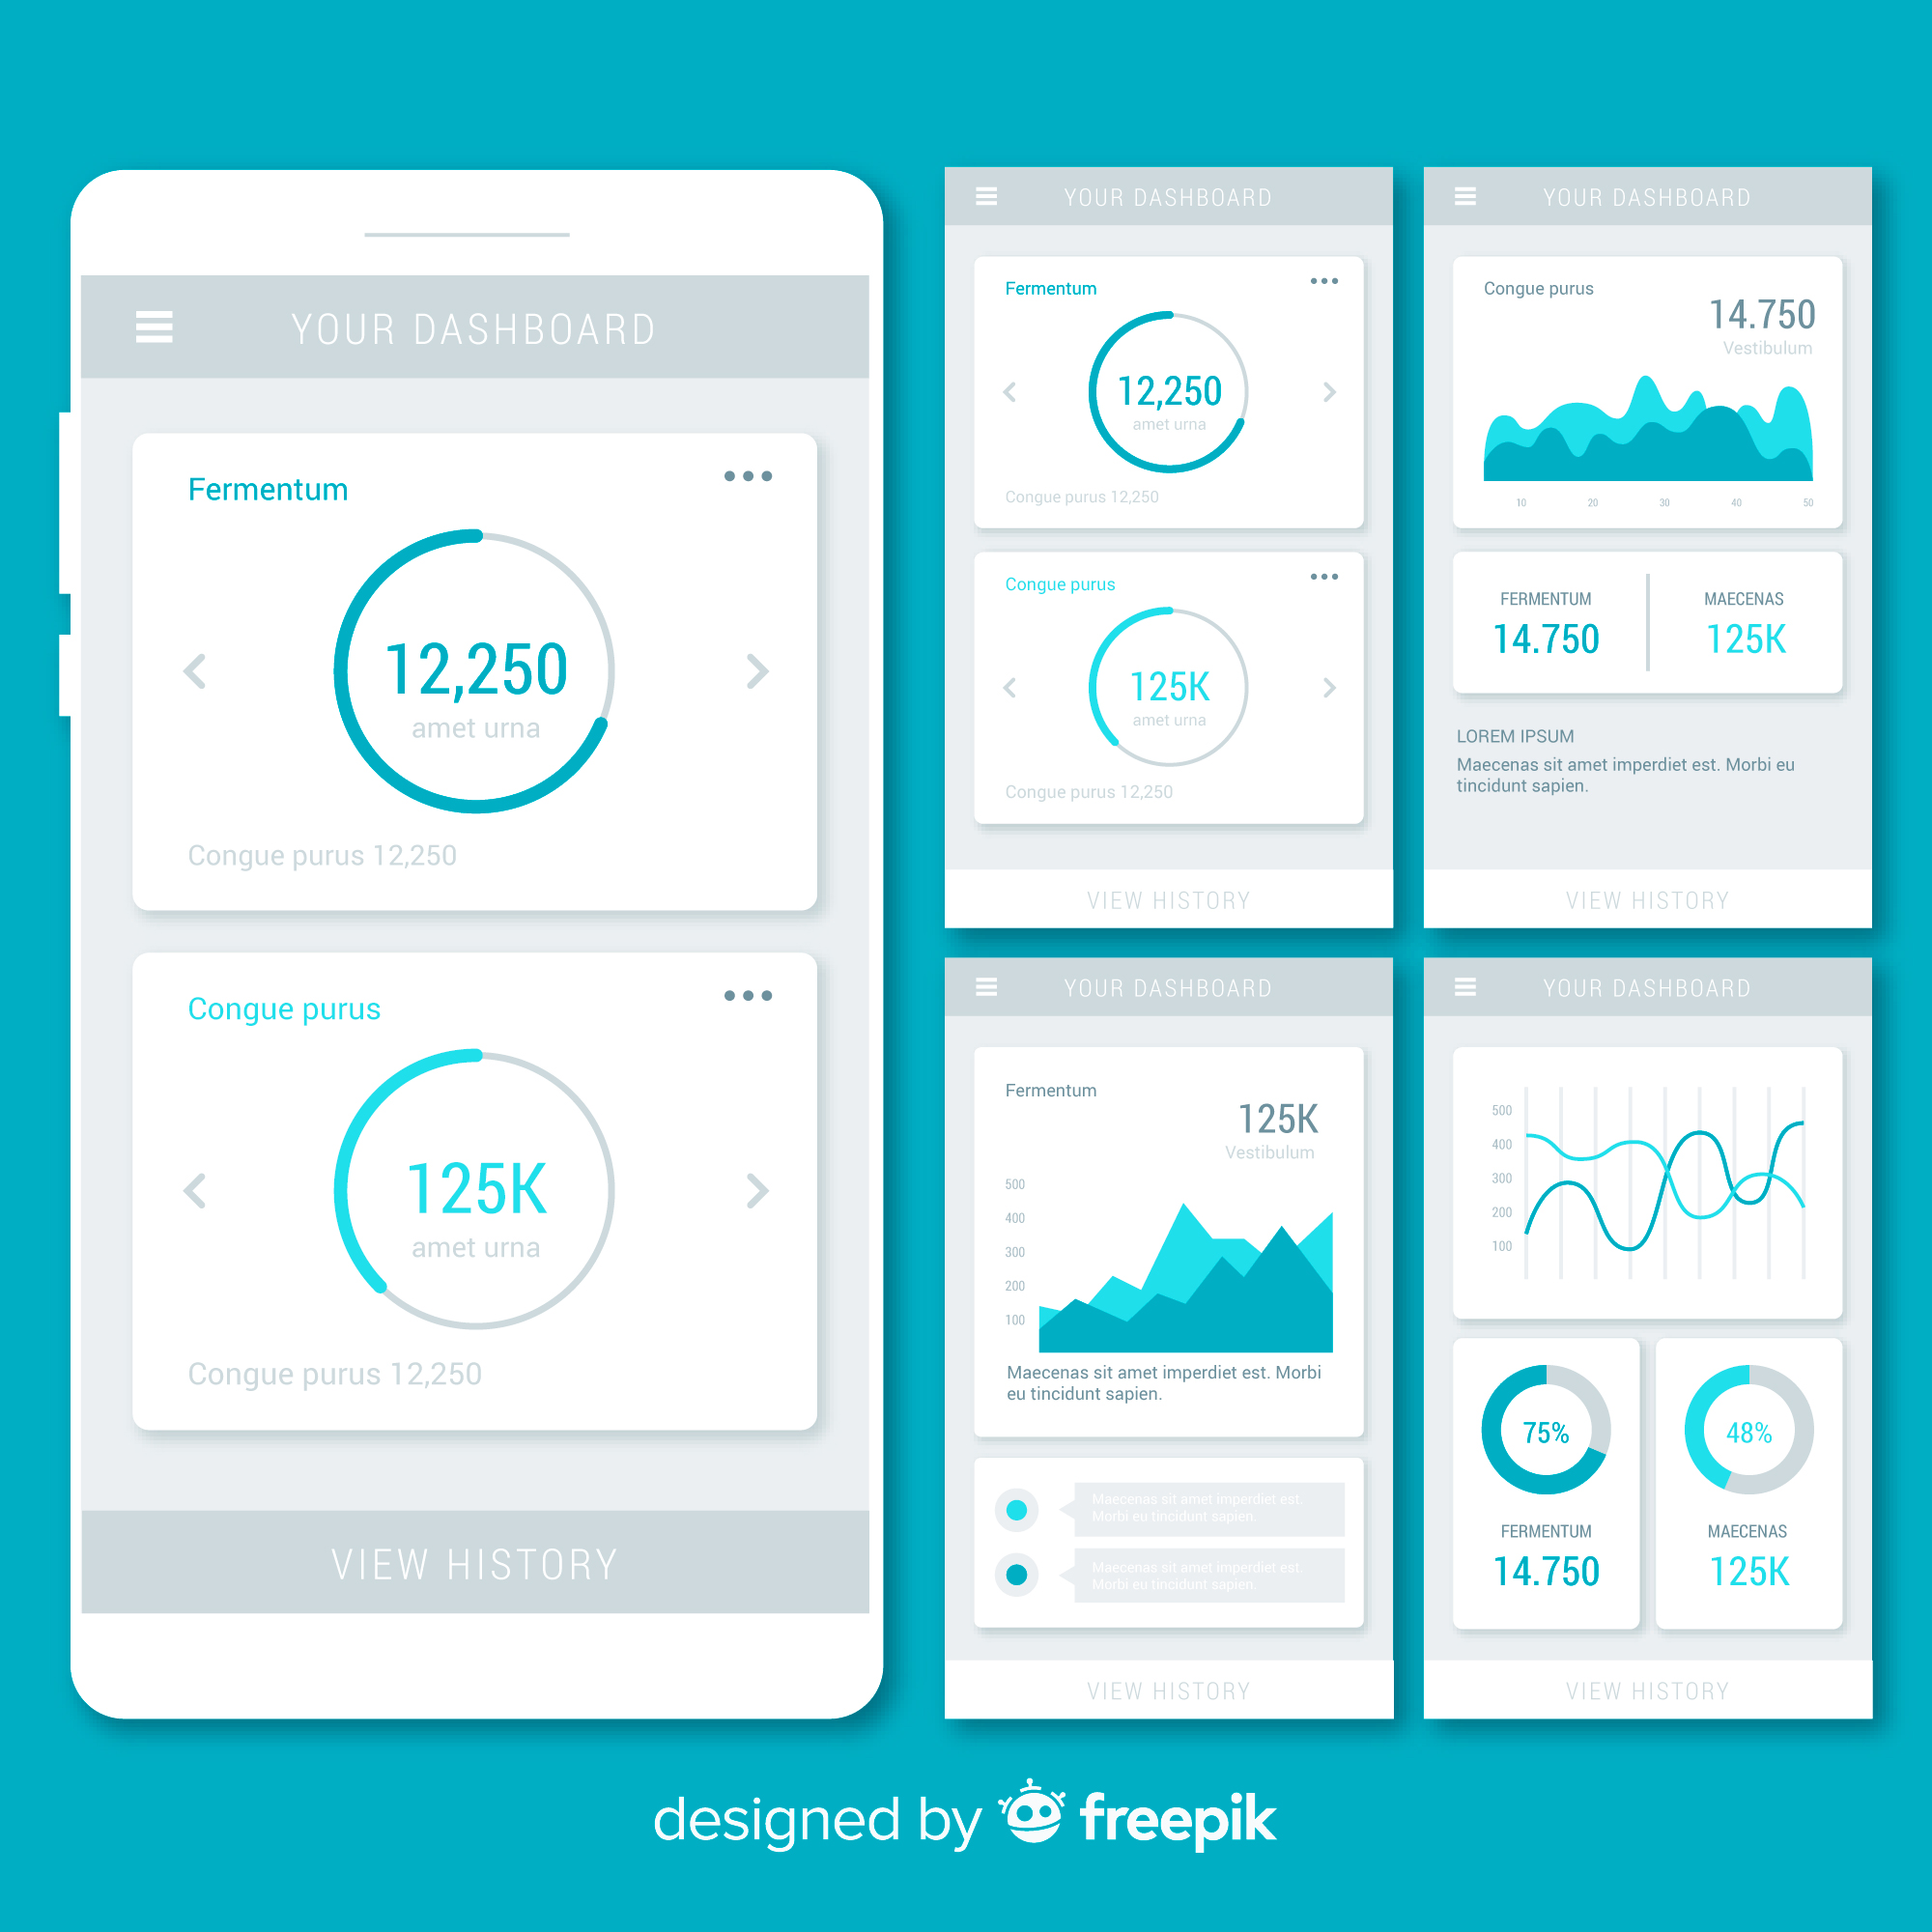 YOUR DASHBOARD
Fermentum
12,250
amet urna
Congue purus 12,250
Congue purus
125K
amet urna
Congue purus 12,250
VIEW HISTORY
YOUR DASHBOARD
Fermentum
12,250
amet urna
Congue purus 12,250
Congue purus
125K
amet urna
Congue purus 12,250
VIEW HISTORY
YOUR DASHBOARD
Congue purus
14.750
Vestibulum
10 20 30 40 50
FERMENTUM MAECENAS
14.750 125K
LOREM IPSUM
Maecenas sit amet imperdiet est. Morbi eu
tincidunt sapien.
VIEW HISTORY
YOUR DASHBOARD
Fermentum
125K
Vestibulum
500
400
300
200
100
Maecenas sit amet imperdiet est. Morbi
eu tincidunt sapien.
Maecenas sit amet imperdiet est.
Morbi eu tincidunt sapien.
Maecenas sit amet imperdiet est.
Morbi eu tincidunt sapien.
VIEW HISTORY
YOUR DASHBOARD
500
400
300
200
100
75% 48%
FERMENTUM MAECENAS
14.750 125K
VIEW HISTORY
designed by freepik